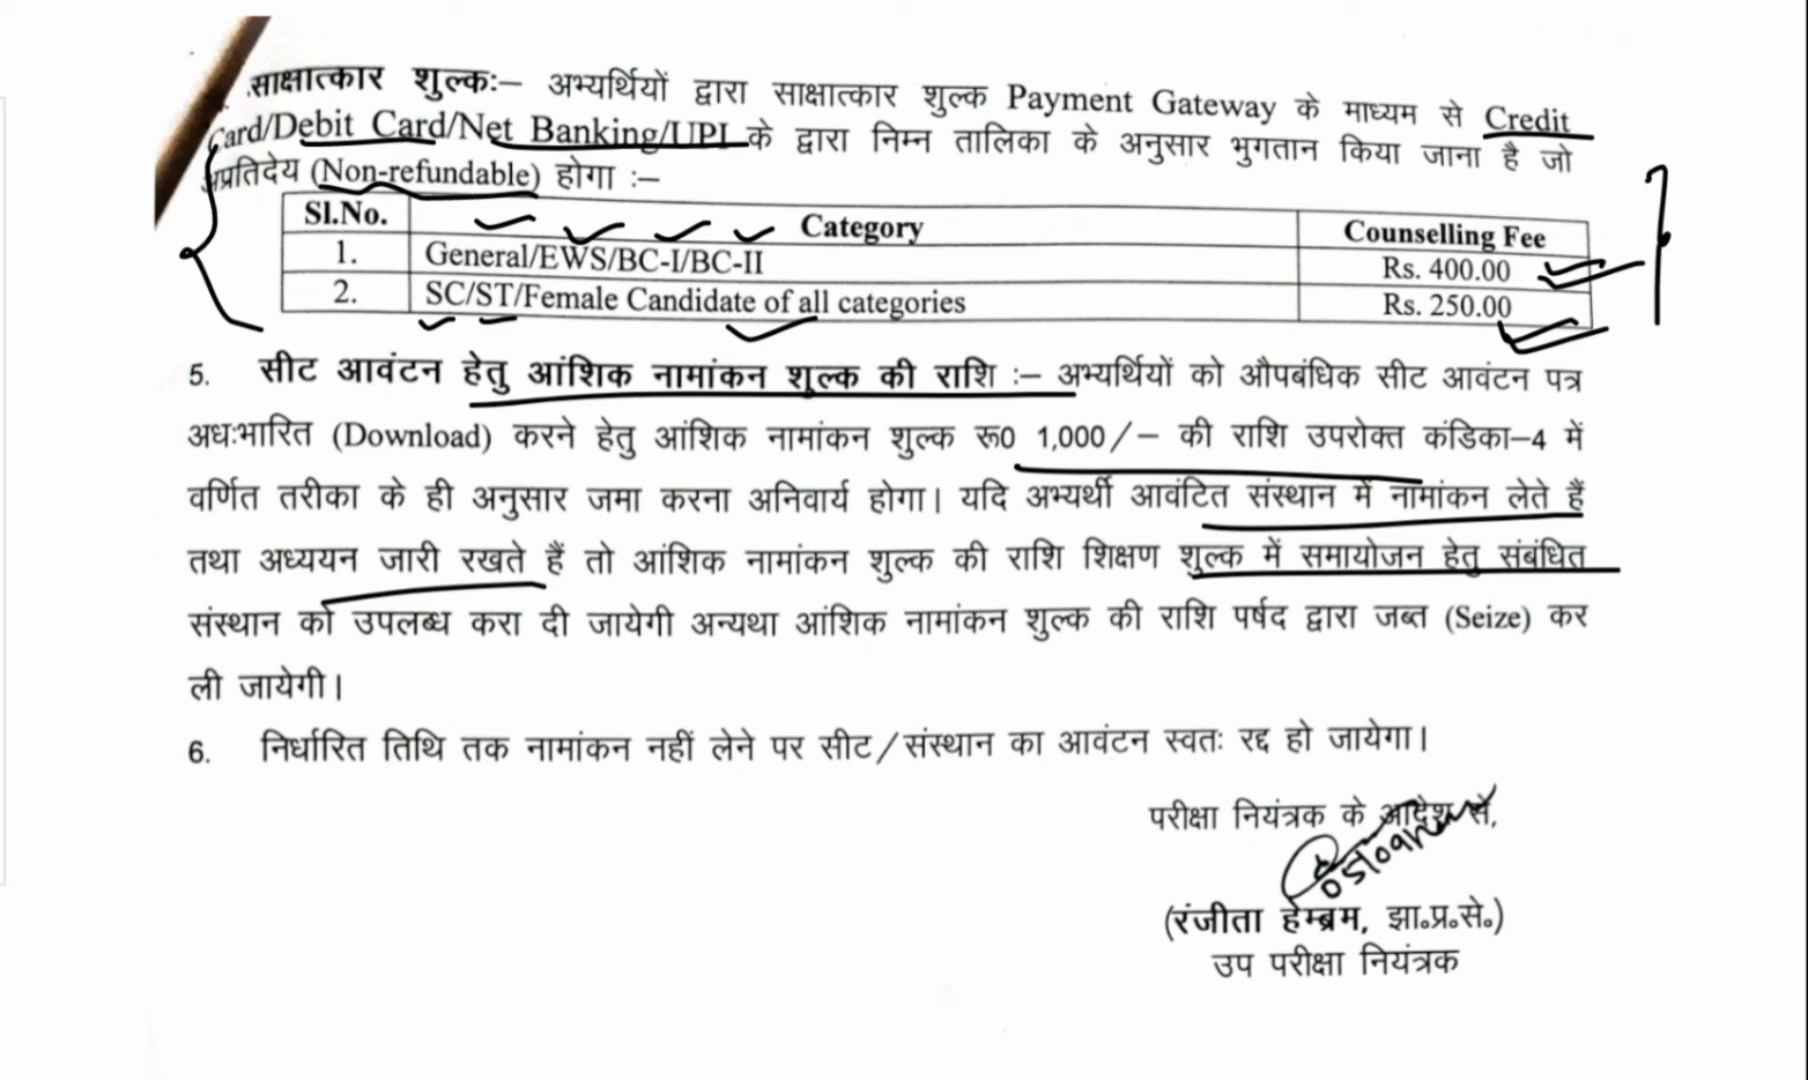 साक्षात्कार शुल्कः– अभ्यर्थियों द्वारा साक्षात्कार शुल्क Payment Gateway के माध्यम से Credit
Card/Debit Card/Net Banking/UPI के द्वारा निम्न तालिका के अनुसार भुगतान किया जाना है जो
अप्रतिदेय (Non-refundable) होगा :–
Sl.No. Category Counselling Fee
1. General/EWS/BC-I/BC-II Rs. 400.00
2. SC/ST/Female Candidate of all categories Rs. 250.00
5. सीट आवंटन हेतु आंशिक नामांकन शुल्क की राशि :– अभ्यर्थियों को औपबंधिक सीट आवंटन पत्र
अधःभारित (Download) करने हेतु आंशिक नामांकन शुल्क रू0 1,000/– की राशि उपरोक्त कंडिका–4 में
वर्णित तरीका के ही अनुसार जमा करना अनिवार्य होगा। यदि अभ्यर्थी आवंटित संस्थान में नामांकन लेते हैं
तथा अध्ययन जारी रखते हैं तो आंशिक नामांकन शुल्क की राशि शिक्षण शुल्क में समायोजन हेतु संबंधित
संस्थान को उपलब्ध करा दी जायेगी अन्यथा आंशिक नामांकन शुल्क की राशि पर्षद द्वारा जब्त (Seize) कर
ली जायेगी।
6. निर्धारित तिथि तक नामांकन नहीं लेने पर सीट/संस्थान का आवंटन स्वतः रद्द हो जायेगा।
परीक्षा नियंत्रक के आदेश से,
(रंजीता हेम्ब्रम, झा॰प्र॰से॰)
उप परीक्षा नियंत्रक